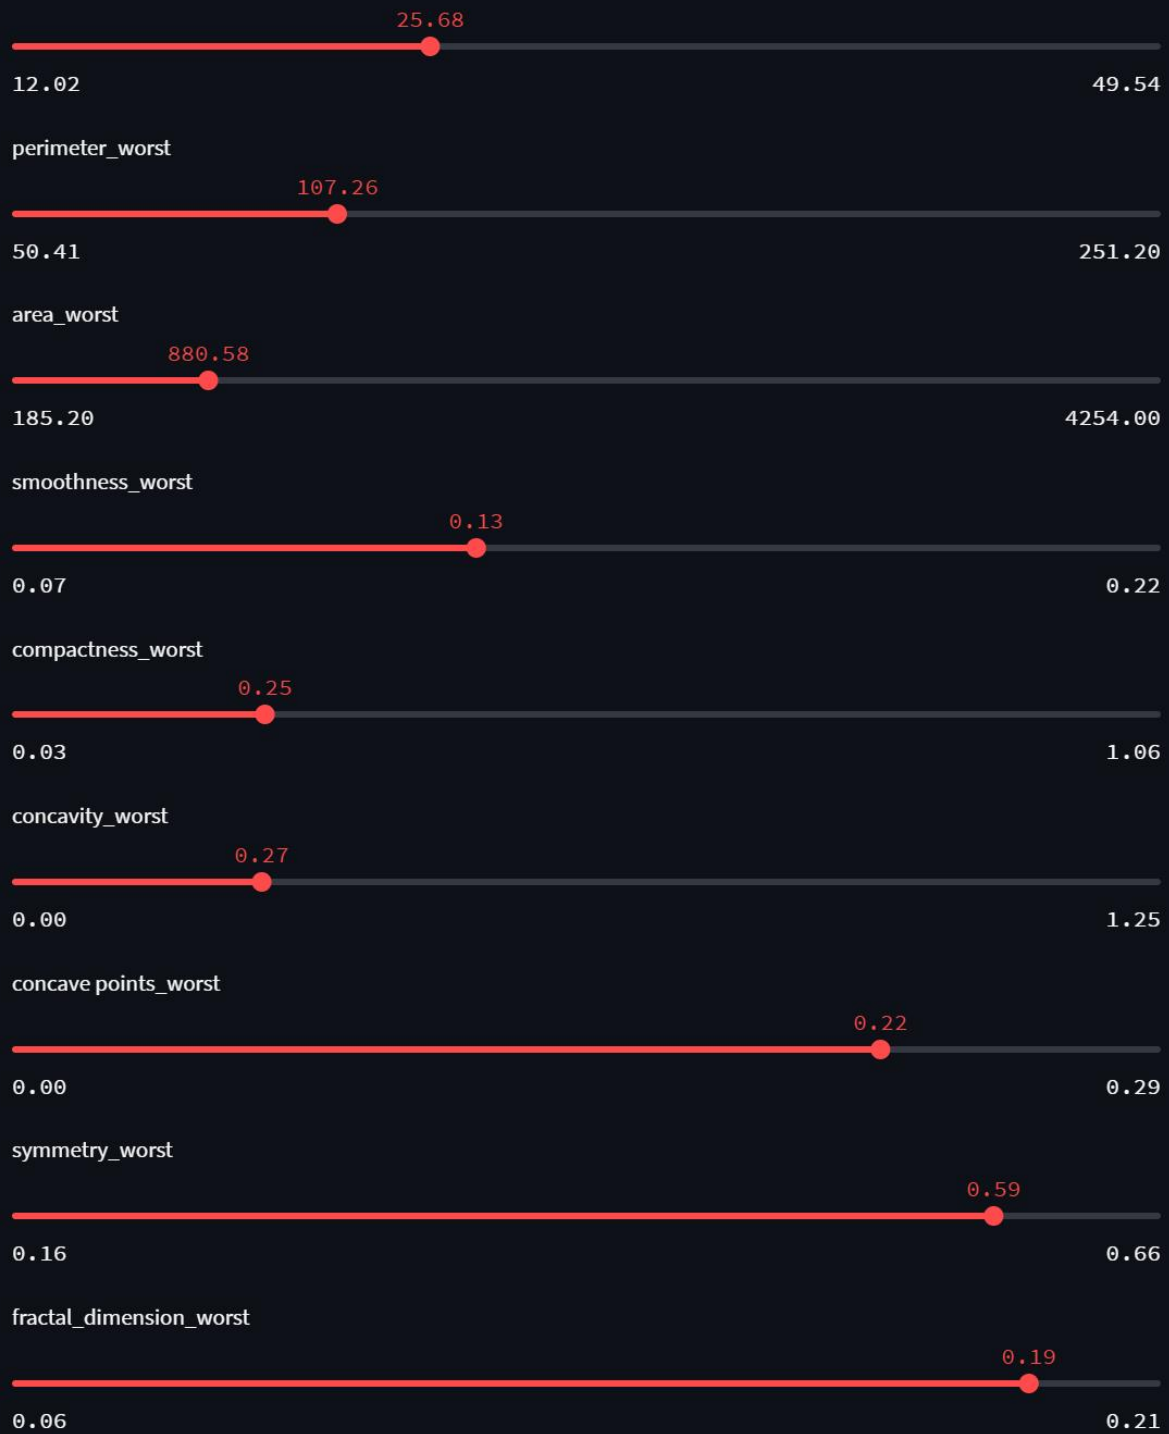 25.68
12.02 49.54
perimeter_worst
107.26
50.41 251.20
area_worst
880.58
185.20 4254.00
smoothness_worst
0.13
0.07 0.22
compactness_worst
0.25
0.03 1.06
concavity_worst
0.27
0.00 1.25
concave points_worst
0.22
0.00 0.29
symmetry_worst
0.59
0.16 0.66
fractal_dimension_worst
0.19
0.06 0.21